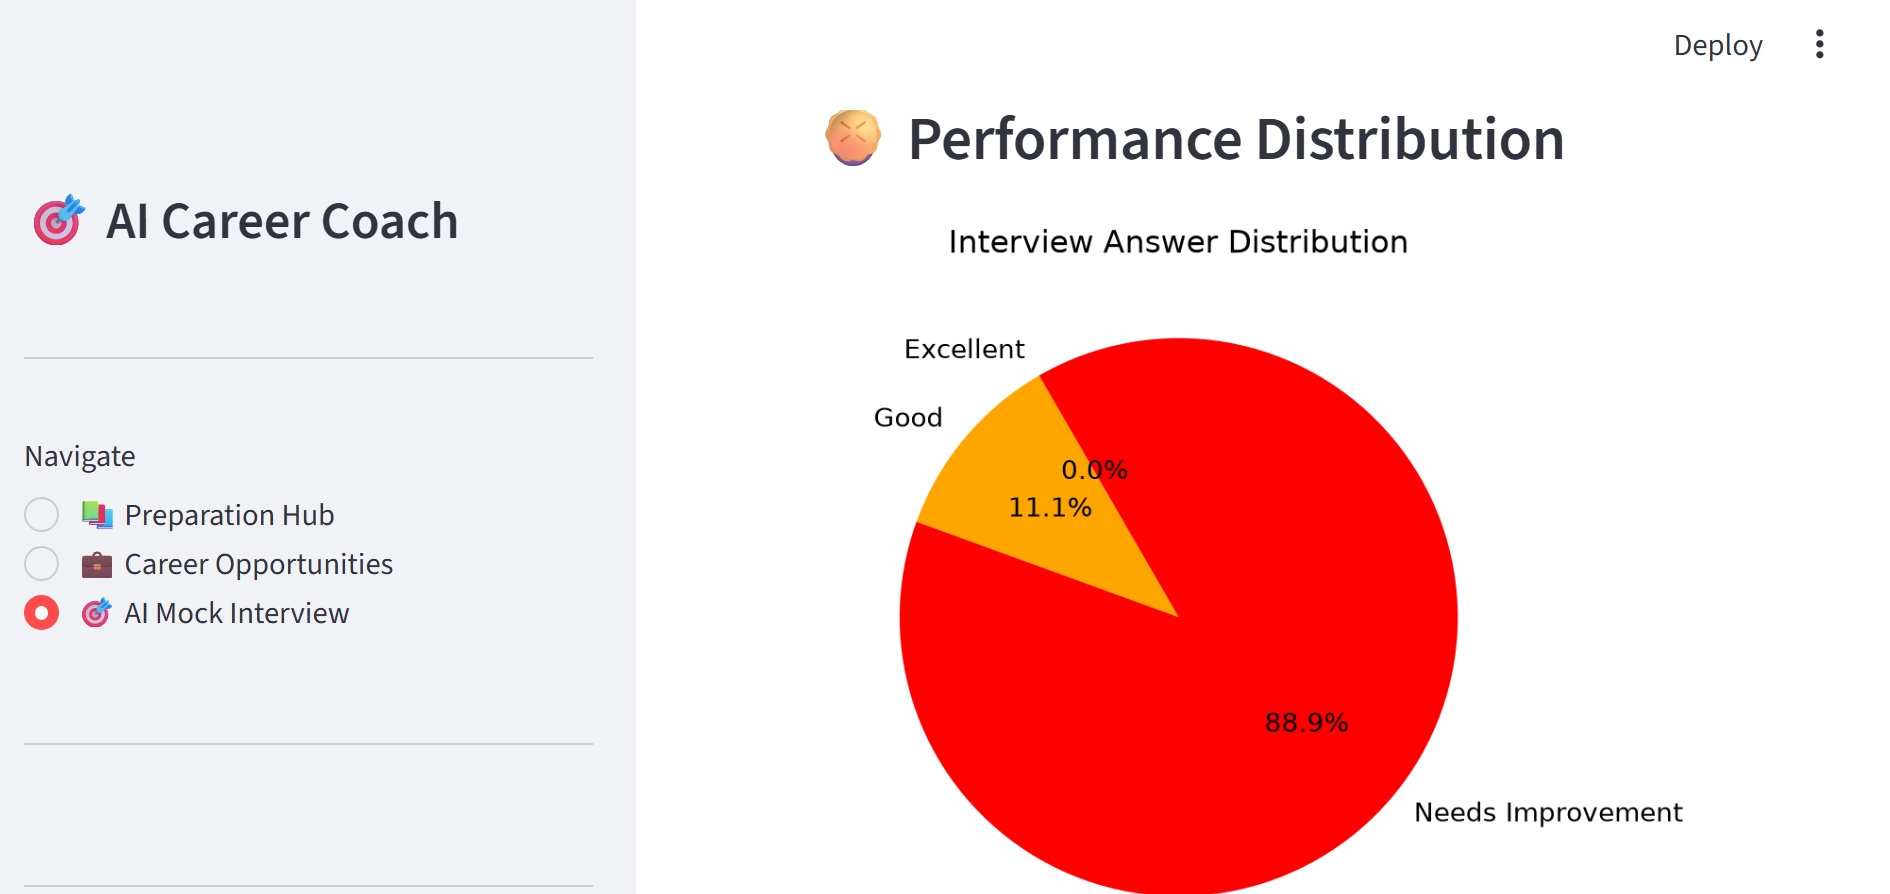 Deploy
AI Career Coach
Navigate
Preparation Hub
Career Opportunities
AI Mock Interview
Performance Distribution
Interview Answer Distribution
Excellent
Good
0.0%
11.1%
88.9%
Needs Improvement